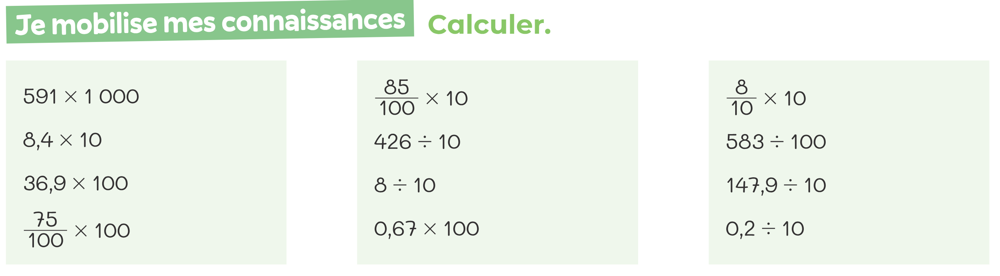 Je mobilise mes connaissances Calculer.
591 × 1 000
8,4 × 10
36,9 × 100
75/100 × 100
85/100 × 10
426 ÷ 10
8 ÷ 10
0,67 × 100
8/10 × 10
583 ÷ 100
147,9 ÷ 10
0,2 ÷ 10